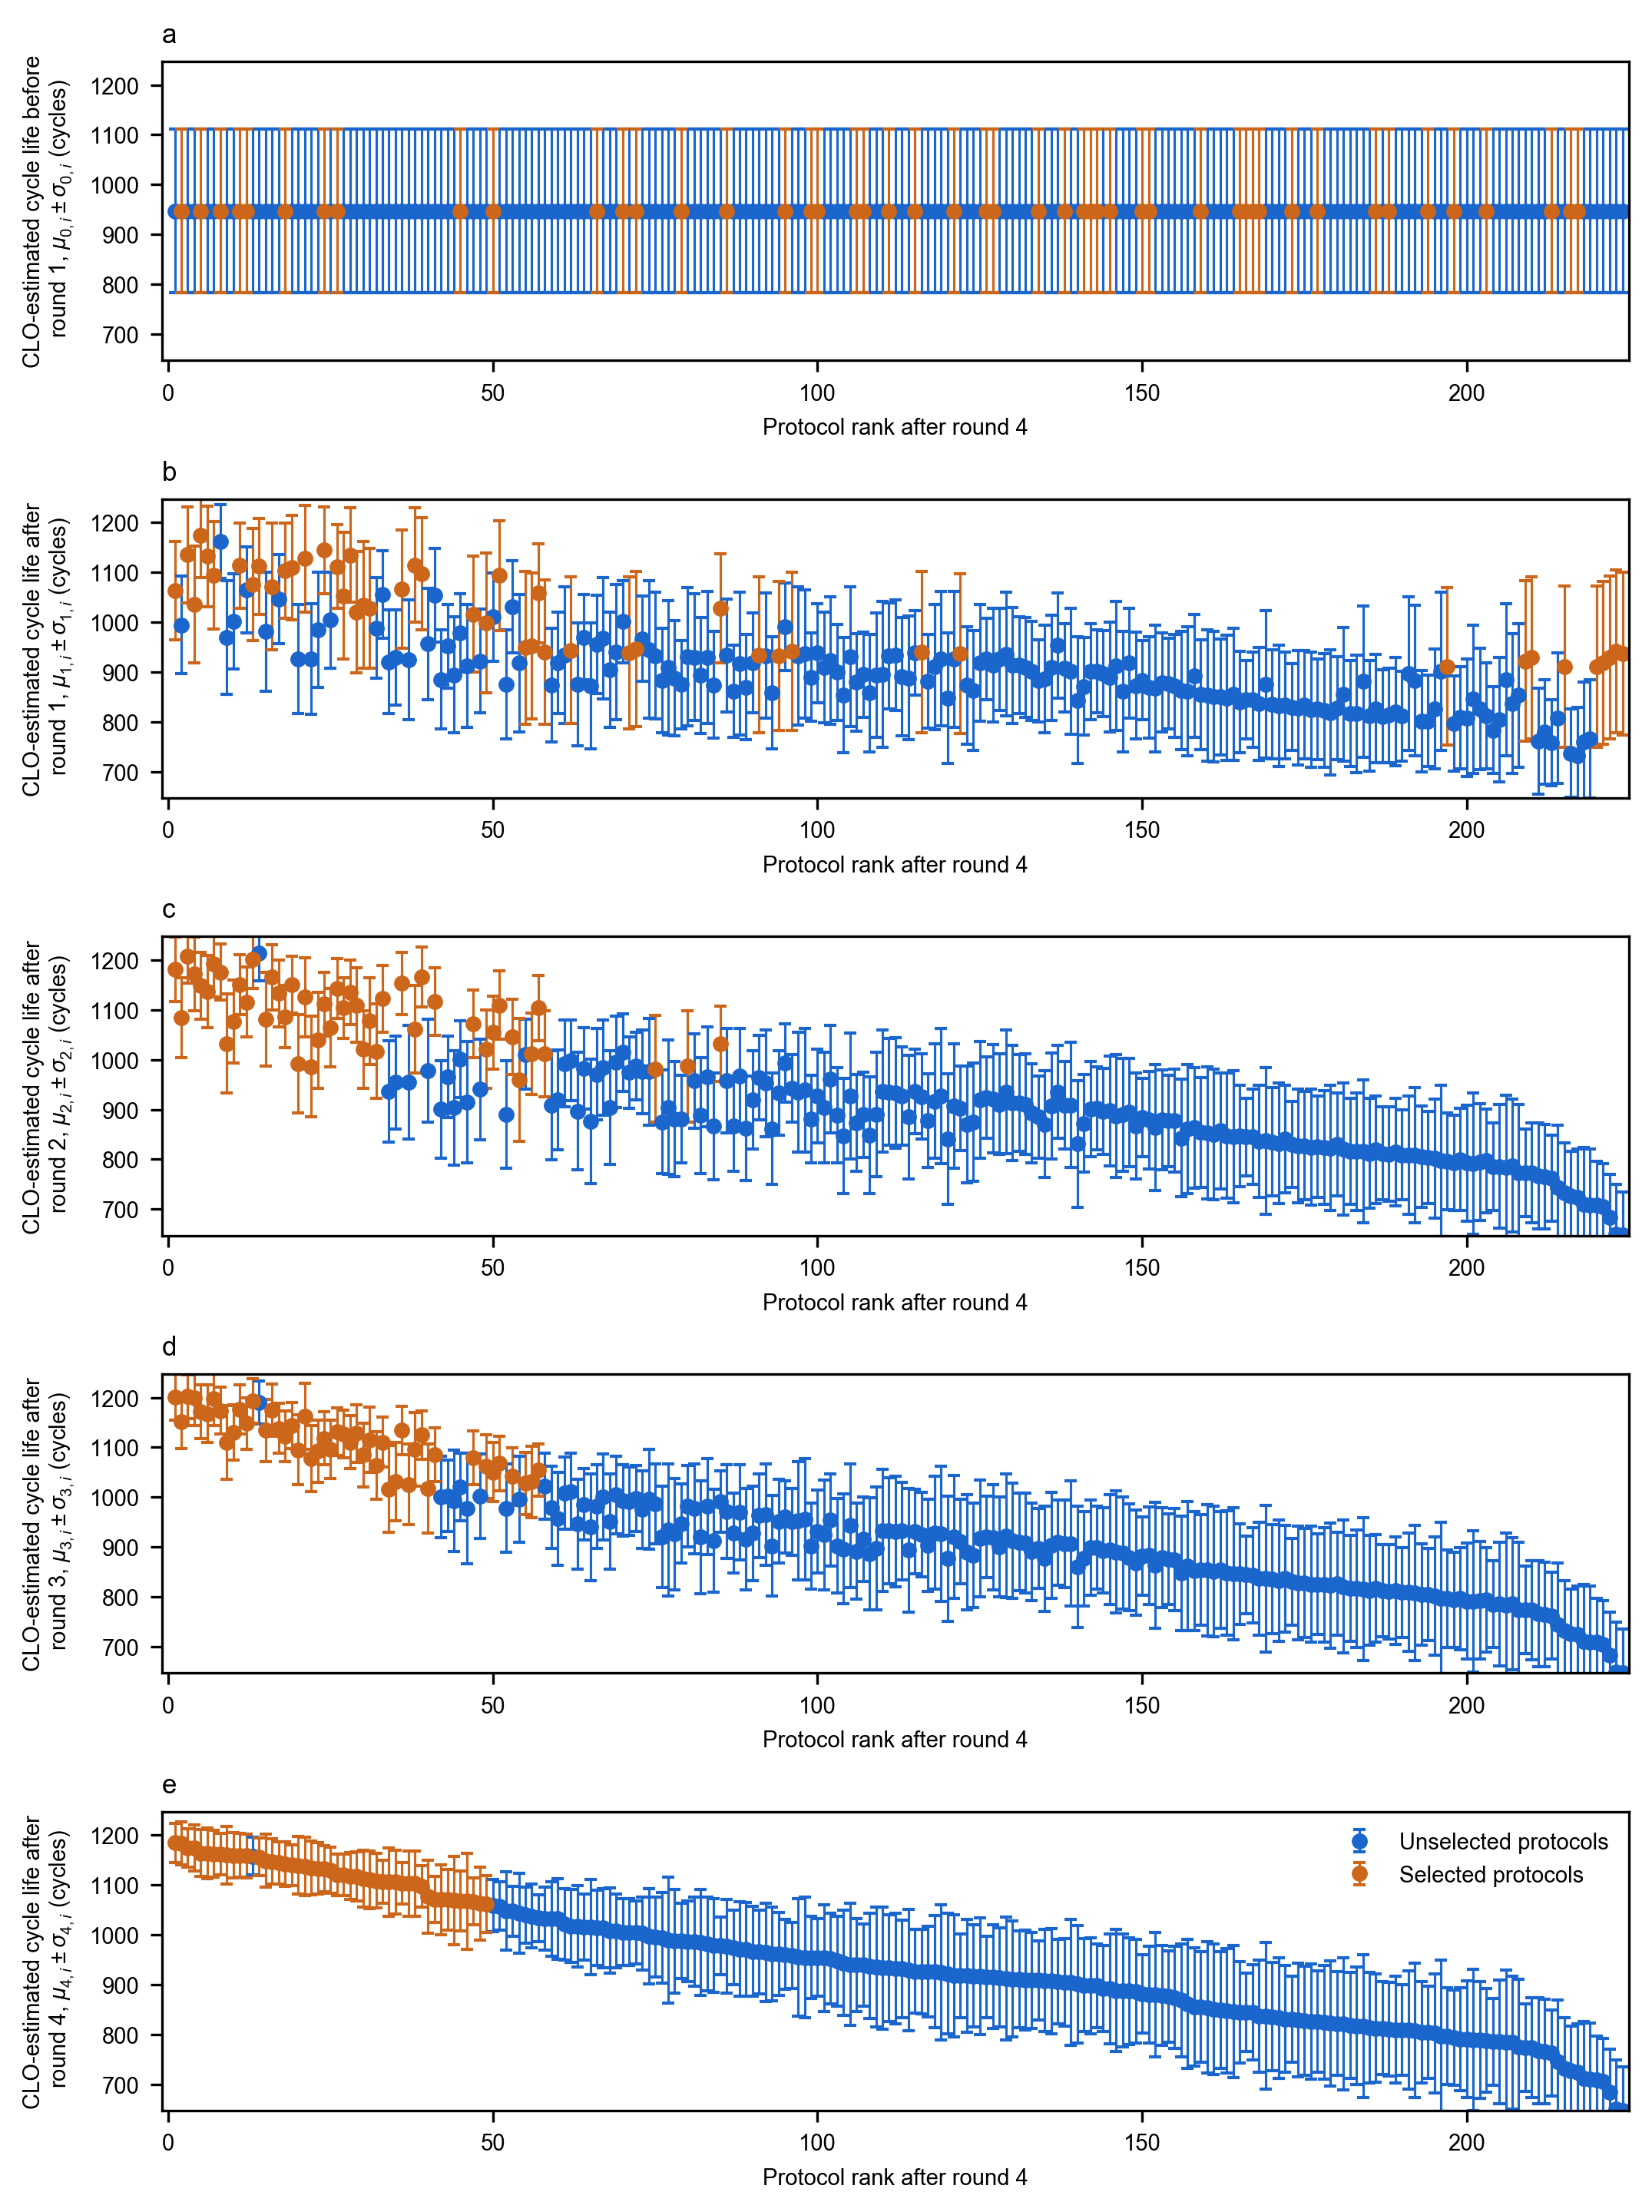 a
CLO-estimated cycle life before
round 1, μ0,i ± σ0,i (cycles)
1200
1100
1000
900
800
700
0 50 100 150 200
Protocol rank after round 4
b
CLO-estimated cycle life after
round 1, μ1,i ± σ1,i (cycles)
1200
1100
1000
900
800
700
0 50 100 150 200
Protocol rank after round 4
c
CLO-estimated cycle life after
round 2, μ2,i ± σ2,i (cycles)
1200
1100
1000
900
800
700
0 50 100 150 200
Protocol rank after round 4
d
CLO-estimated cycle life after
round 3, μ3,i ± σ3,i (cycles)
1200
1100
1000
900
800
700
0 50 100 150 200
Protocol rank after round 4
e
CLO-estimated cycle life after
round 4, μ4,i ± σ4,i (cycles)
1200
1100
1000
900
800
700
Unselected protocols
Selected protocols
0 50 100 150 200
Protocol rank after round 4